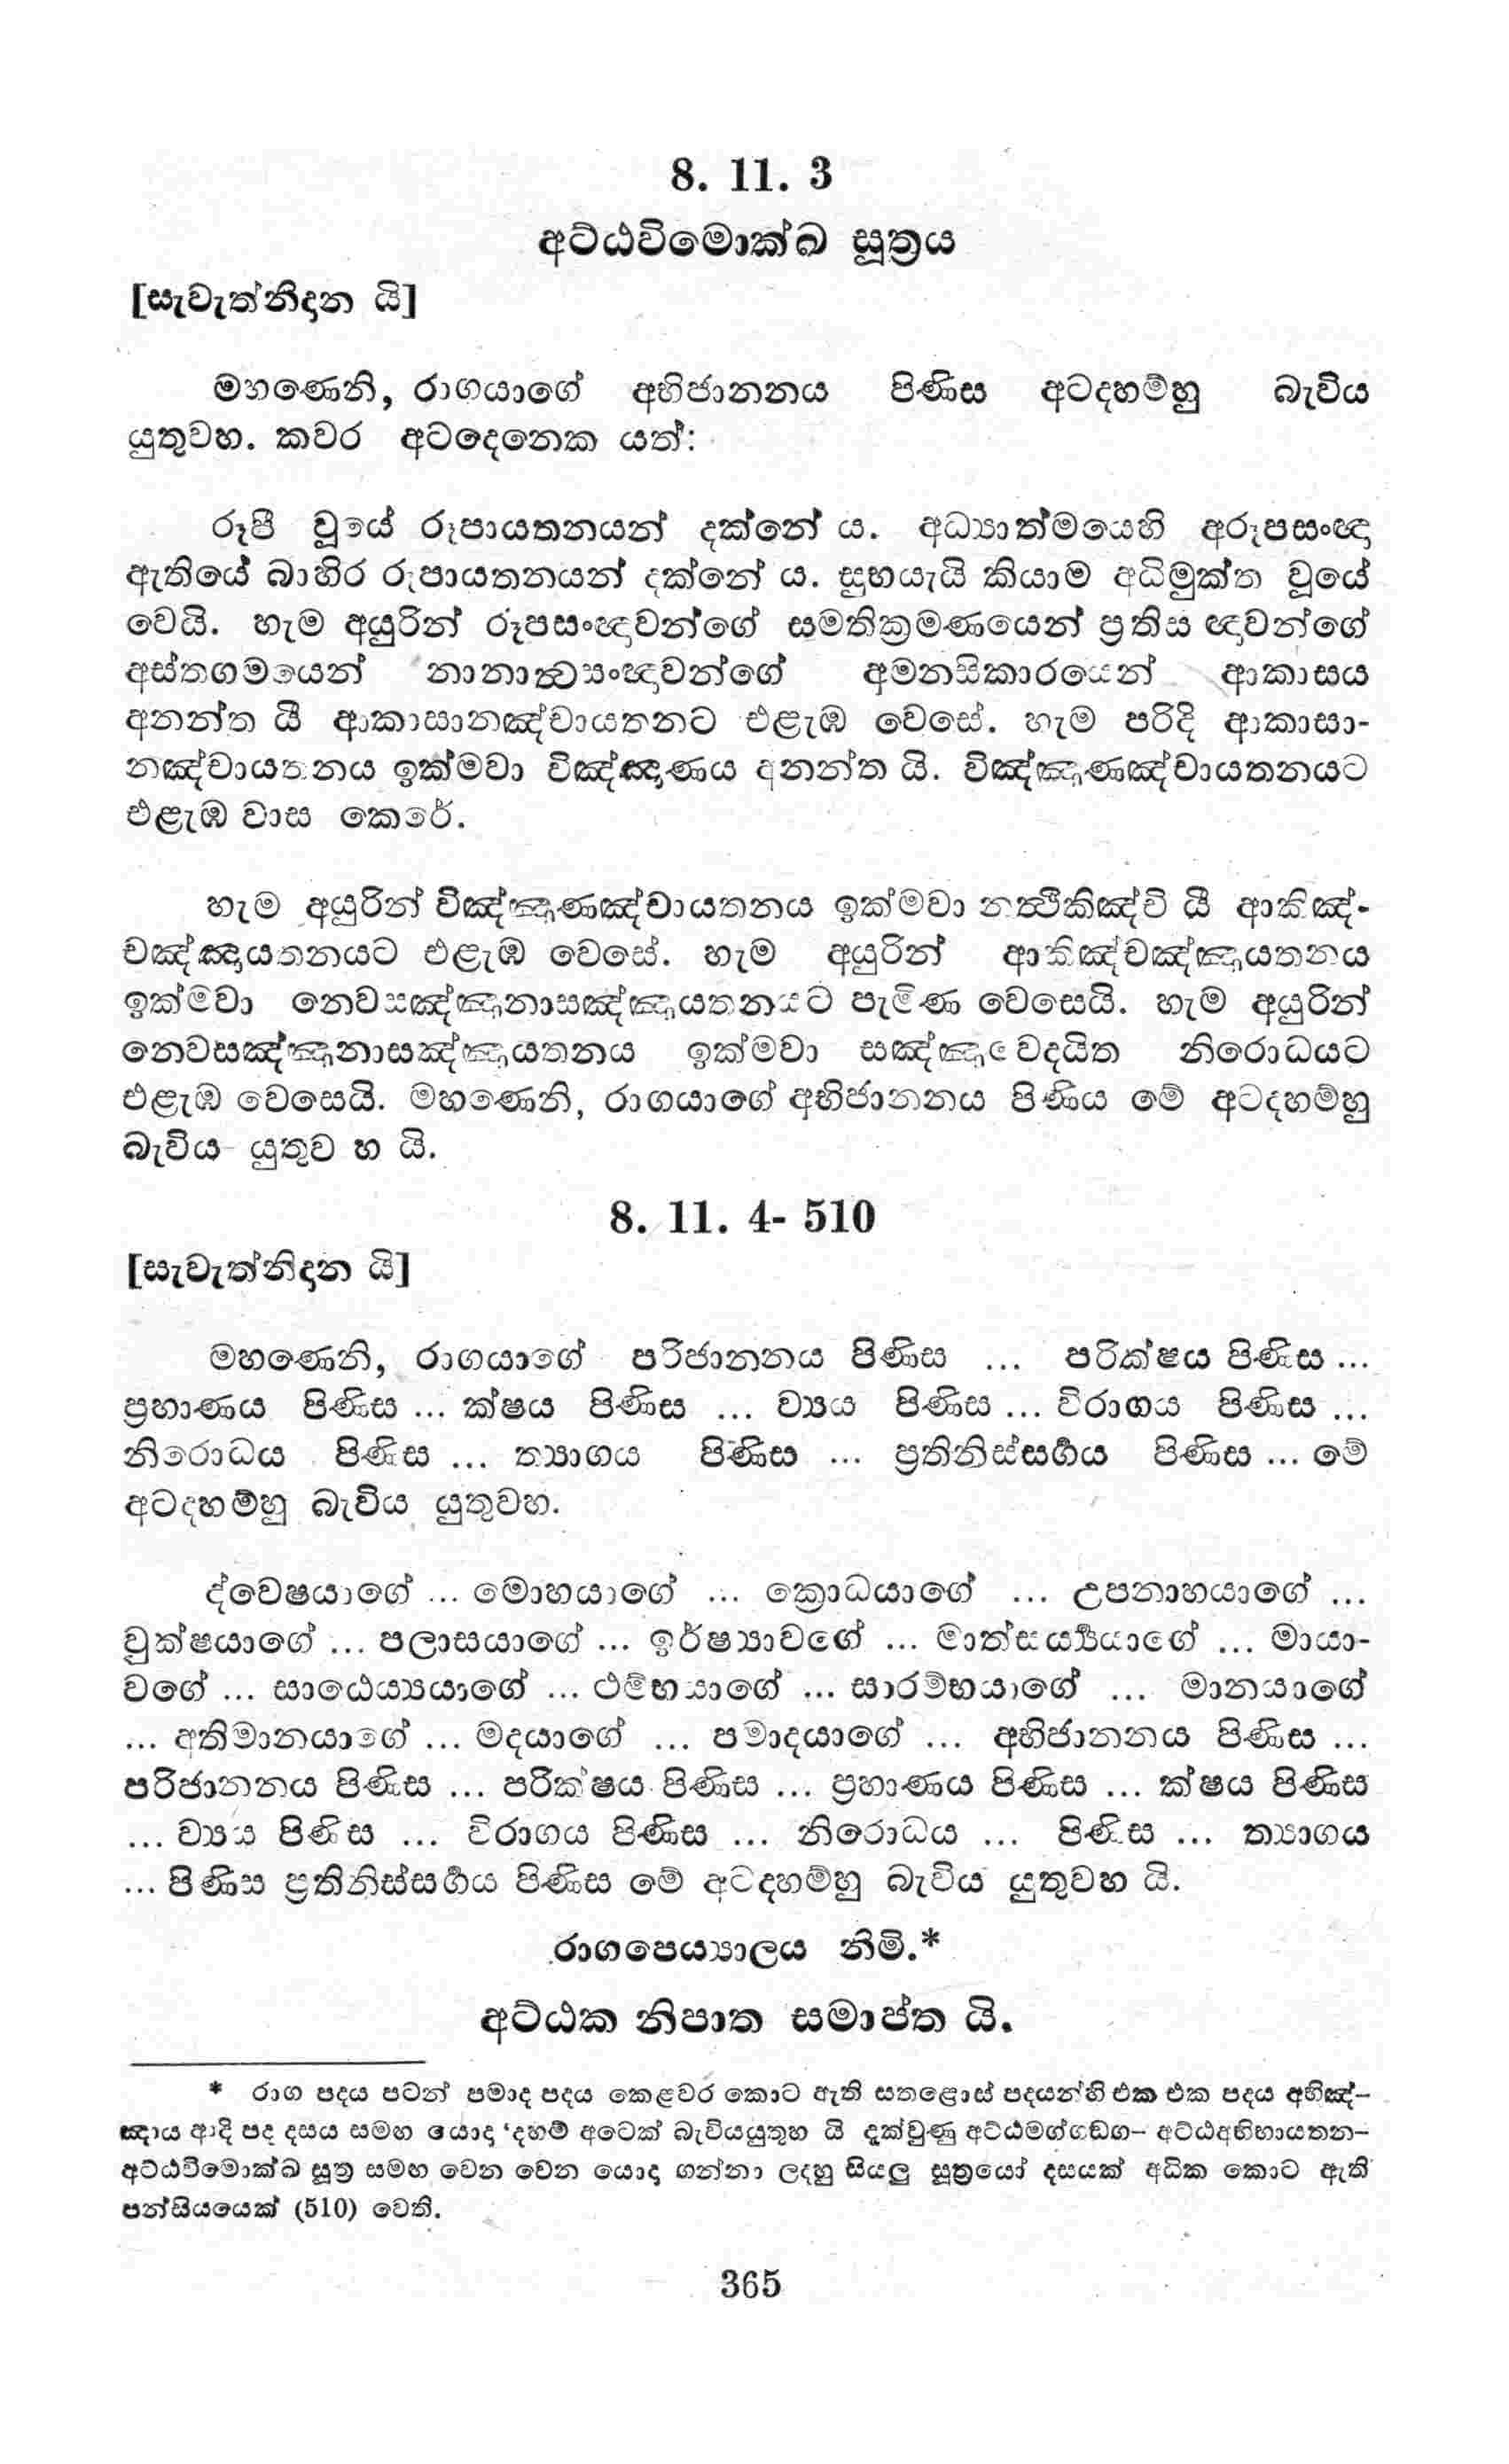 8. 11. 3
අට්ඨවිමොක්ඛ සූත්‍රය
[සැවැත්නිදාන යි]
මහණෙනි, රාගයාගේ අභිජානනය පිණිස අටදහම්හු බැවිය
යුතුවහ. කවර අටදෙනෙක යත්:
රූපී වූයේ රූපායතනයන් දක්නේ ය. අධ්‍යාත්මයෙහි අරූපසංඥා
ඇතියේ බාහිර රූපායතනයන් දක්නේ ය. සුභයැයි කියාම අධිමුක්ත වූයේ
වෙයි. හැම අයුරින් රූපසංඥාවන්ගේ සමතික්‍රමණයෙන් ප්‍රතිස ඥාවන්ගේ
අස්තගමයෙන් නානාත්‍වසංඥාවන්ගේ අමනසිකාරයෙන් ආකාසය
අනන්ත යී ආකාසානඤ්චායතනට එළැඹ වෙසේ. හැම පරිදි ආකාසා-
නඤ්චායතනය ඉක්මවා විඤ්ඤාණය අනන්ත යි. විඤ්ඤාණඤ්චායතනයට
එළැඹ වාස කෙරේ.
හැම අයුරින් විඤ්ඤාණඤ්චායතනය ඉක්මවා නත්‍ථිකිඤ්චි යී ආකිඤ්-
චඤ්ඤායතනයට එළැඹ වෙසේ. හැම අයුරින් ආකිඤ්චඤ්ඤායතනය
ඉක්මවා නෙවසඤ්ඤානාසඤ්ඤායතනයට පැමිණ වෙසෙයි. හැම අයුරින්
නෙවසඤ්ඤානාසඤ්ඤායතනය ඉක්මවා සඤ්ඤාවෙදයිත නිරොධයට
එළැඹ වෙසෙයි. මහණෙනි, රාගයාගේ අභිජානනය පිණිය මේ අටදහම්හු
බැවිය යුතුව හ යි.
8. 11. 4- 510
[සැවැත්නිදාන යි]
මහණෙනි, රාගයාගේ පරිජානනය පිණිස ... පරික්ෂය පිණිස ...
ප්‍රහාණය පිණිස ... ක්ෂය පිණිස ... ව්‍යය පිණිස ... විරාගය පිණිස ...
නිරොධය පිණිස ... ත්‍යාගය පිණිස ... ප්‍රතිනිස්සර්‍ගය පිණිස ... මේ
අටදහම්හු බැවිය යුතුවහ.
ද්වෙෂයාගේ ... මොහයාගේ ... ක්‍රොධයාගේ ... උපනාහයාගේ ...
ම්‍රක්ෂයාගේ ... පලාසයාගේ ... ඉර්ෂ්‍යාවගේ ... මාත්සර්‍ය්‍යයාගේ ... මායා-
වගේ ... සාඨෙය්‍යයාගේ ... ථම්භයාගේ ... සාරම්භයාගේ ... මානයාගේ
... අතිමානයාගේ ... මදයාගේ ... පමාදයාගේ ... අභිජානනය පිණිස ...
පරිජානනය පිණිස ... පරික්ෂය පිණිස ... ප්‍රහාණය පිණිස ... ක්ෂය පිණිස
... ව්‍යය පිණිස ... විරාගය පිණිස ... නිරොධය ... පිණිස ... ත්‍යාගය
... පිණිස ප්‍රතිනිස්සර්‍ගය පිණිස මේ අටදහම්හු බැවිය යුතුවහ යි.
රාගපෙය්‍යාලය නිමි.*
අට්ඨක නිපාත සමාප්ත යි.
* රාග පදය පටන් පමාද පදය කෙළවර කොට ඇති සතළොස් පදයන්හි එක එක පදය අභිඤ්-
ඤාය ආදි පද දසය සමඟ යොදා ‘දහම් අටෙක් බැවියයුතුහ යි දැක්වුණු අට්ඨමග්ගඞ්ග- අට්ඨඅභිභායතන-
අට්ඨවිමොක්ඛ සූත්‍ර සමඟ වෙන වෙන යොදා ගන්නා ලදහු සියලු සූත්‍රයෝ දසයක් අධික කොට ඇති
පන්සියයෙක් (510) වෙති.
365